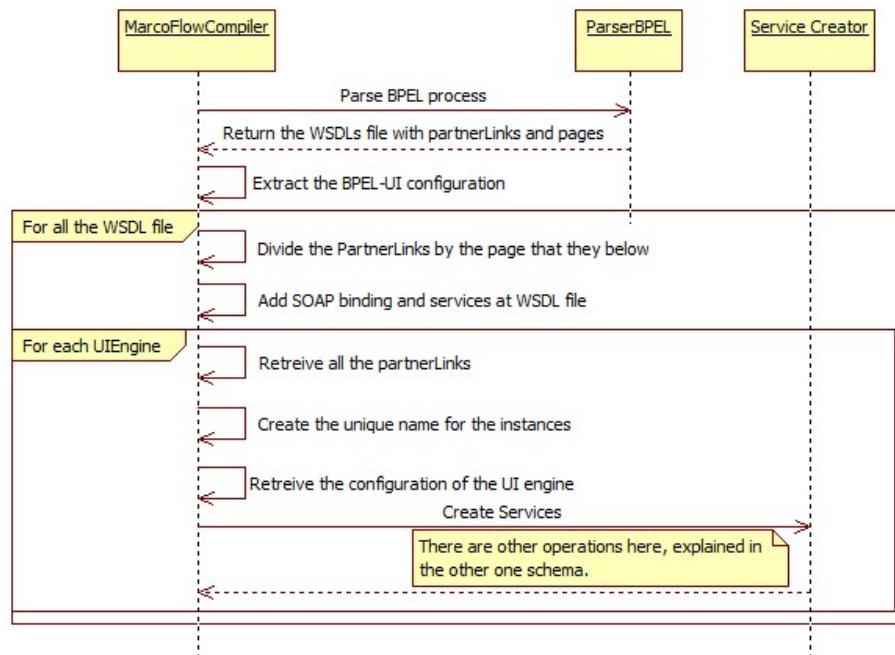 MarcoFlowCompiler
ParserBPEL
Service Creator
Parse BPEL process
Return the WSDLs file with partnerLinks and pages
Extract the BPEL-UI configuration
For all the WSDL file
Divide the PartnerLinks by the page that they below
Add SOAP binding and services at WSDL file
For each UIEngine
Retreive all the partnerLinks
Create the unique name for the instances
Retreive the configuration of the UI engine
Create Services
There are other operations here, explained in
the other one schema.